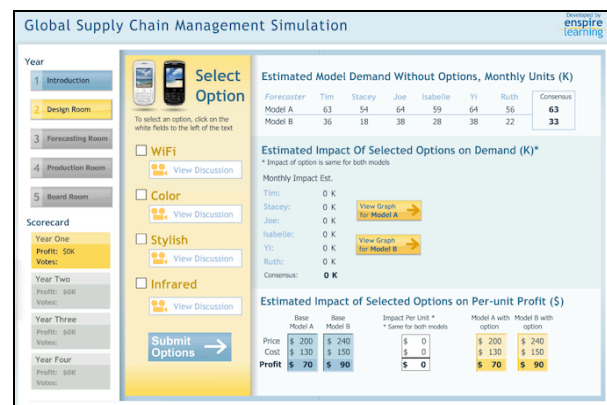 Global Supply Chain Management Simulation
Developed by
enspire
learning
Year
1 Introduction
2 Design Room
3 Forecasting Room
4 Production Room
5 Board Room
Scorecard
Year One
Profit: $0K
Votes:
Year Two
Profit: $0K
Votes:
Year Three
Profit: $0K
Votes:
Year Four
Profit: $0K
Votes:
Select
Option
To select an option, click on the
white fields to the left of the text
WiFi
View Discussion
Color
View Discussion
Stylish
View Discussion
Infrared
View Discussion
Submit
Options
Estimated Model Demand Without Options, Monthly Units (K)
Forecaster Tim Stacey Joe Isabelle Yi Ruth Consensus
Model A 63 54 64 59 64 56 63
Model B 36 18 38 28 38 22 33
Estimated Impact Of Selected Options on Demand (K)*
* Impact of option is same for both models
Monthly Impact Est.
Tim: 0 K
Stacey: 0 K
Joe: 0 K
Isabelle: 0 K
Yi: 0 K
Ruth: 0 K
Consensus: 0 K
View Graph
for Model A
View Graph
for Model B
Estimated Impact of Selected Options on Per-unit Profit ($)
Base Base Impact Per Unit * Model A with Model B with
Model A Model B * Same for both models option option
Price $ 200 $ 240 $ 0 $ 200 $ 240
Cost $ 130 $ 150 $ 0 $ 130 $ 150
Profit $ 70 $ 90 $ 0 $ 70 $ 90